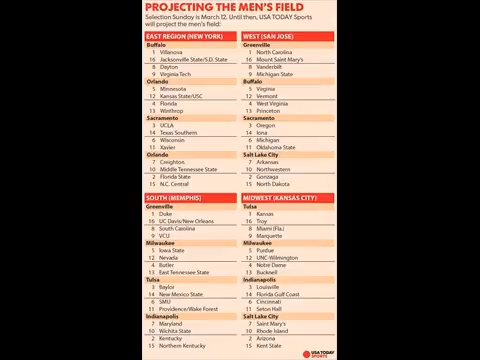 PROJECTING THE MEN'S FIELD
Selection Sunday is March 12. Until then, USA TODAY Sports
will project the men's field:
EAST REGION (NEW YORK)
Buffalo
1 Villanova
16 Jacksonville State/S.D. State
8 Dayton
9 Virginia Tech
Orlando
5 Minnesota
12 Kansas State/USC
4 Florida
13 Winthrop
Sacramento
3 UCLA
14 Texas Southern
6 Wisconsin
11 Xavier
Orlando
7 Creighton
10 Middle Tennessee State
2 Florida State
15 N.C. Central
WEST (SAN JOSE)
Greenville
1 North Carolina
16 Mount Saint Mary's
8 Vanderbilt
9 Michigan State
Buffalo
5 Virginia
12 Vermont
4 West Virginia
13 Princeton
Sacramento
3 Oregon
14 Iona
6 Michigan
11 Oklahoma State
Salt Lake City
7 Arkansas
10 Northwestern
2 Gonzaga
15 North Dakota
SOUTH (MEMPHIS)
Greenville
1 Duke
16 UC Davis/New Orleans
8 South Carolina
9 VCU
Milwaukee
5 Iowa State
12 Nevada
4 Butler
13 East Tennessee State
Tulsa
3 Baylor
14 New Mexico State
6 SMU
11 Providence/Wake Forest
Indianapolis
7 Maryland
10 Wichita State
2 Kentucky
15 Northern Kentucky
MIDWEST (KANSAS CITY)
Tulsa
1 Kansas
16 Troy
8 Miami (Fla.)
9 Marquette
Milwaukee
5 Purdue
12 UNC-Wilmington
4 Notre Dame
13 Bucknell
Indianapolis
3 Louisville
14 Florida Gulf Coast
6 Cincinnati
11 Seton Hall
Salt Lake City
7 Saint Mary's
10 Rhode Island
2 Arizona
15 Kent State
USA TODAY
SPORTS